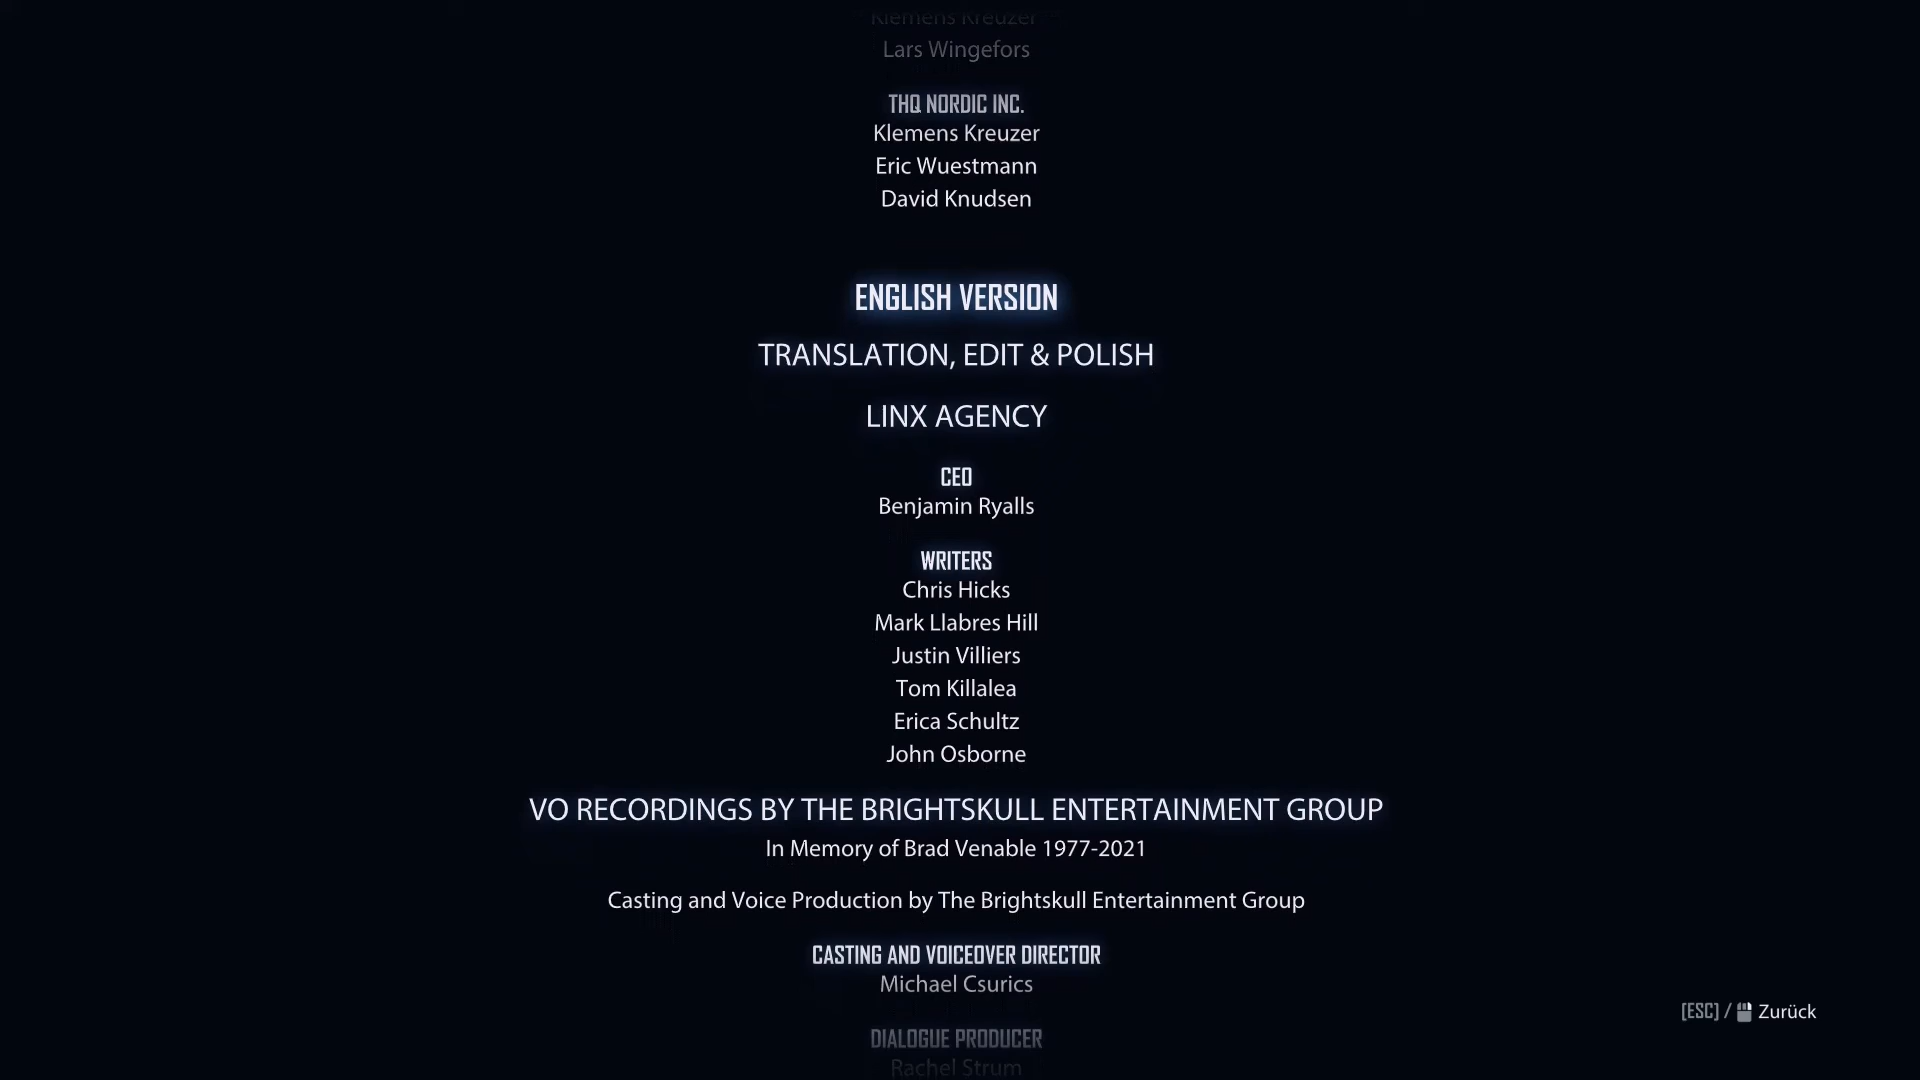 Klemens Kreuzer
Lars Wingefors
THQ NORDIC INC.
Klemens Kreuzer
Eric Wuestmann
David Knudsen
ENGLISH VERSION
TRANSLATION, EDIT & POLISH
LINX AGENCY
CEO
Benjamin Ryalls
WRITERS
Chris Hicks
Mark Llabres Hill
Justin Villiers
Tom Killalea
Erica Schultz
John Osborne
VO RECORDINGS BY THE BRIGHTSKULL ENTERTAINMENT GROUP
In Memory of Brad Venable 1977-2021
Casting and Voice Production by The Brightskull Entertainment Group
CASTING AND VOICEOVER DIRECTOR
Michael Csurics
[ESC] / Zurück
DIALOGUE PRODUCER
Rachel Strum